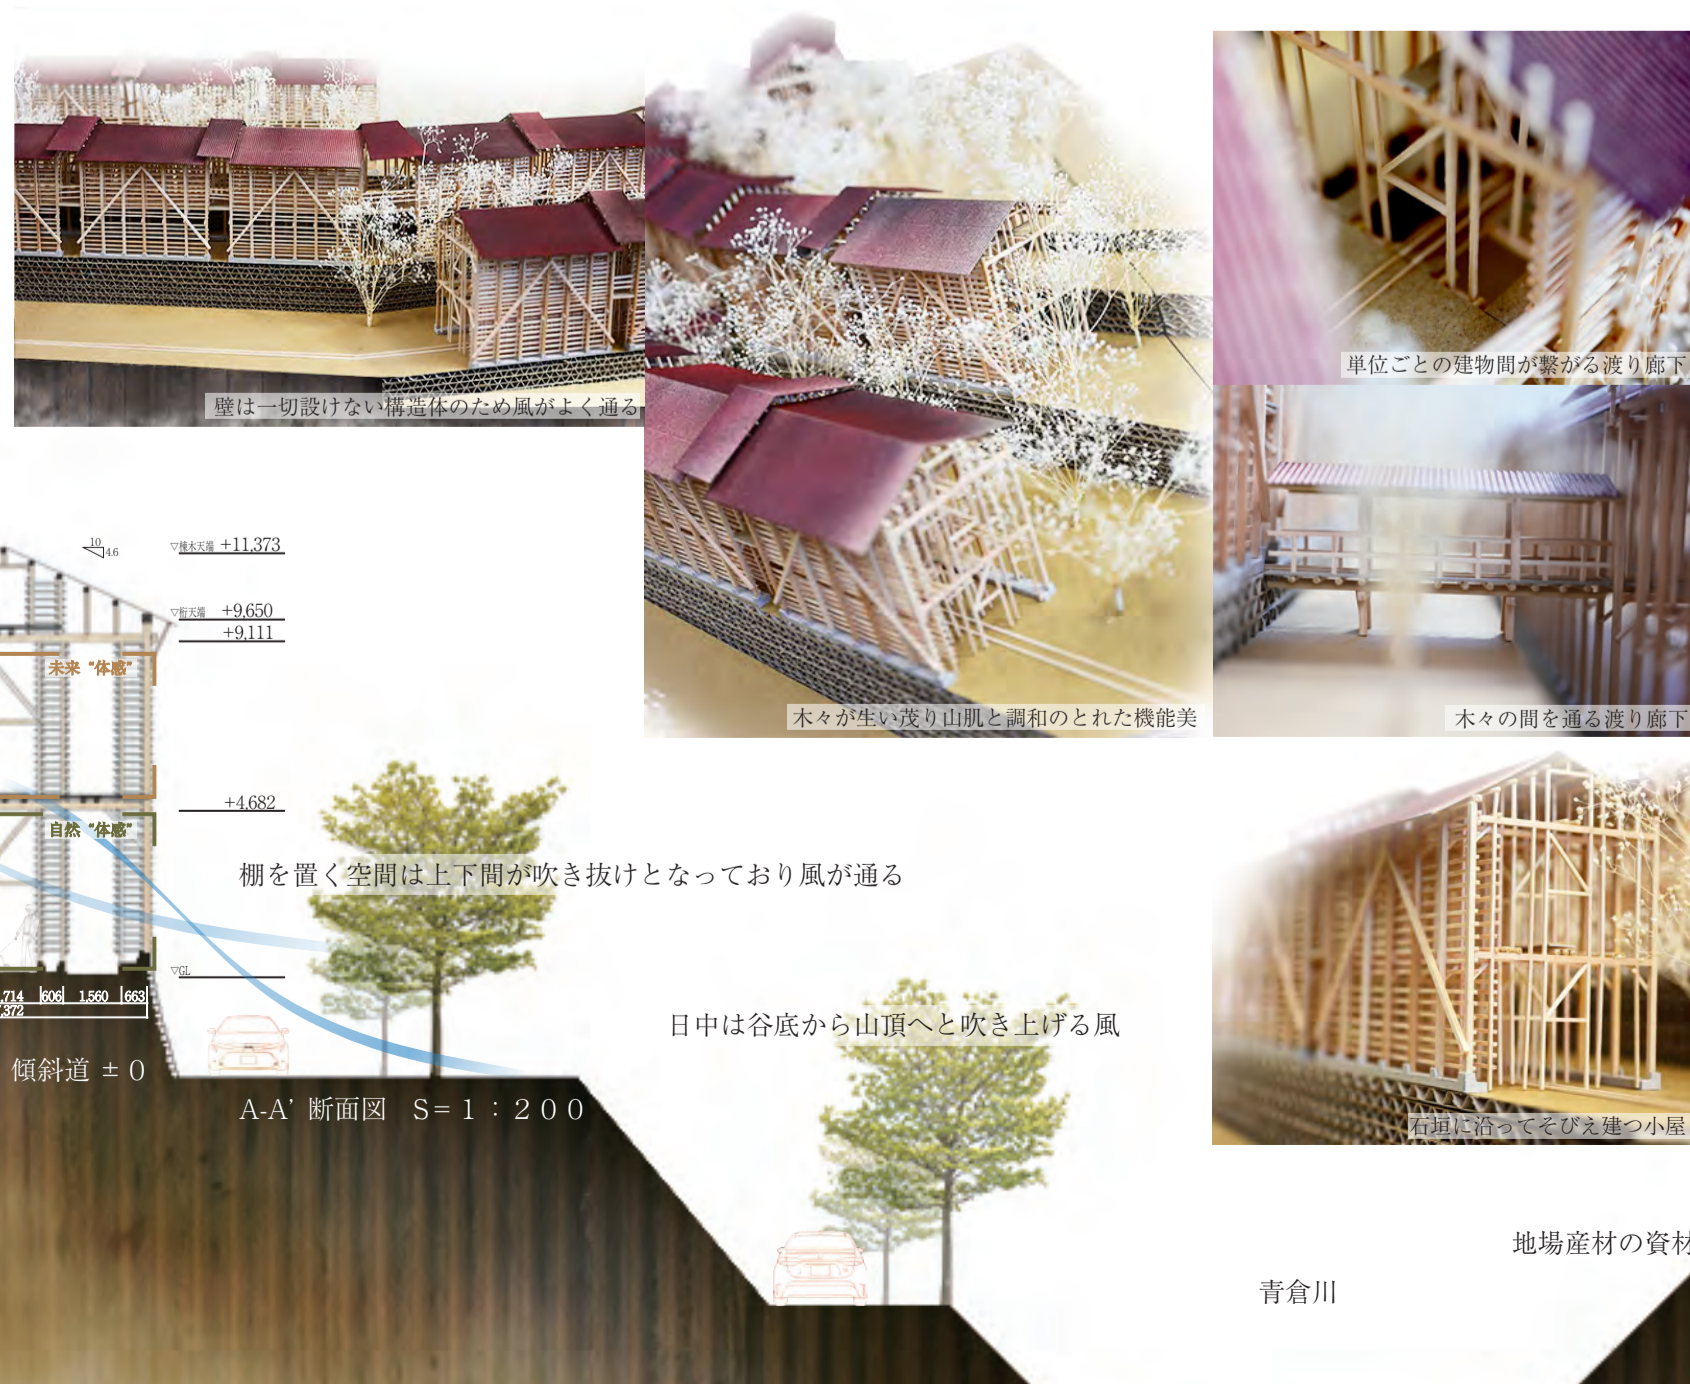 壁は一切設けない構造体のため風がよく通る
単位ごとの建物間が繋がる渡り廊下
木々が生い茂り山肌と調和のとれた機能美
木々の間を通る渡り廊下
10
4.6
▽棟木天端 +11,373
▽桁天端 +9,650
+9,111
未来 “体感”
+4,682
自然 “体感”
棚を置く空間は上下間が吹き抜けとなっており風が通る
▽GL
,714 606 1,560 663
,372
日中は谷底から山頂へと吹き上げる風
傾斜道 ±０
A-A’ 断面図 S=１：２００
石垣に沿ってそびえ建つ小屋
地場産材の資材
青倉川